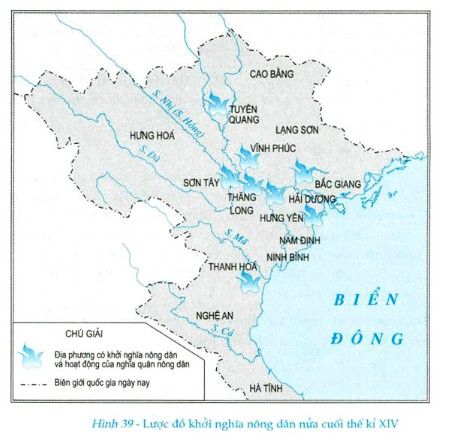 CAO BẰNG
TUYÊN
QUANG
LẠNG SƠN
S. Nhị (S. Hồng)
HƯNG HOÁ
VĨNH PHÚC
S. Đà
SƠN TÂY
BẮC GIANG
THĂNG
LONG
HẢI DƯƠNG
HƯNG YÊN
S. Mã
NAM ĐỊNH
NINH BÌNH
THANH HOÁ
BIỂN
ĐÔNG
NGHỆ AN
S. Cả
HÀ TĨNH
CHÚ GIẢI
Địa phương có khởi nghĩa nông dân
và hoạt động của nghĩa quân nông dân
Biên giới quốc gia ngày nay
Hình 39 - Lược đồ khởi nghĩa nông dân nửa cuối thế kỉ XIV